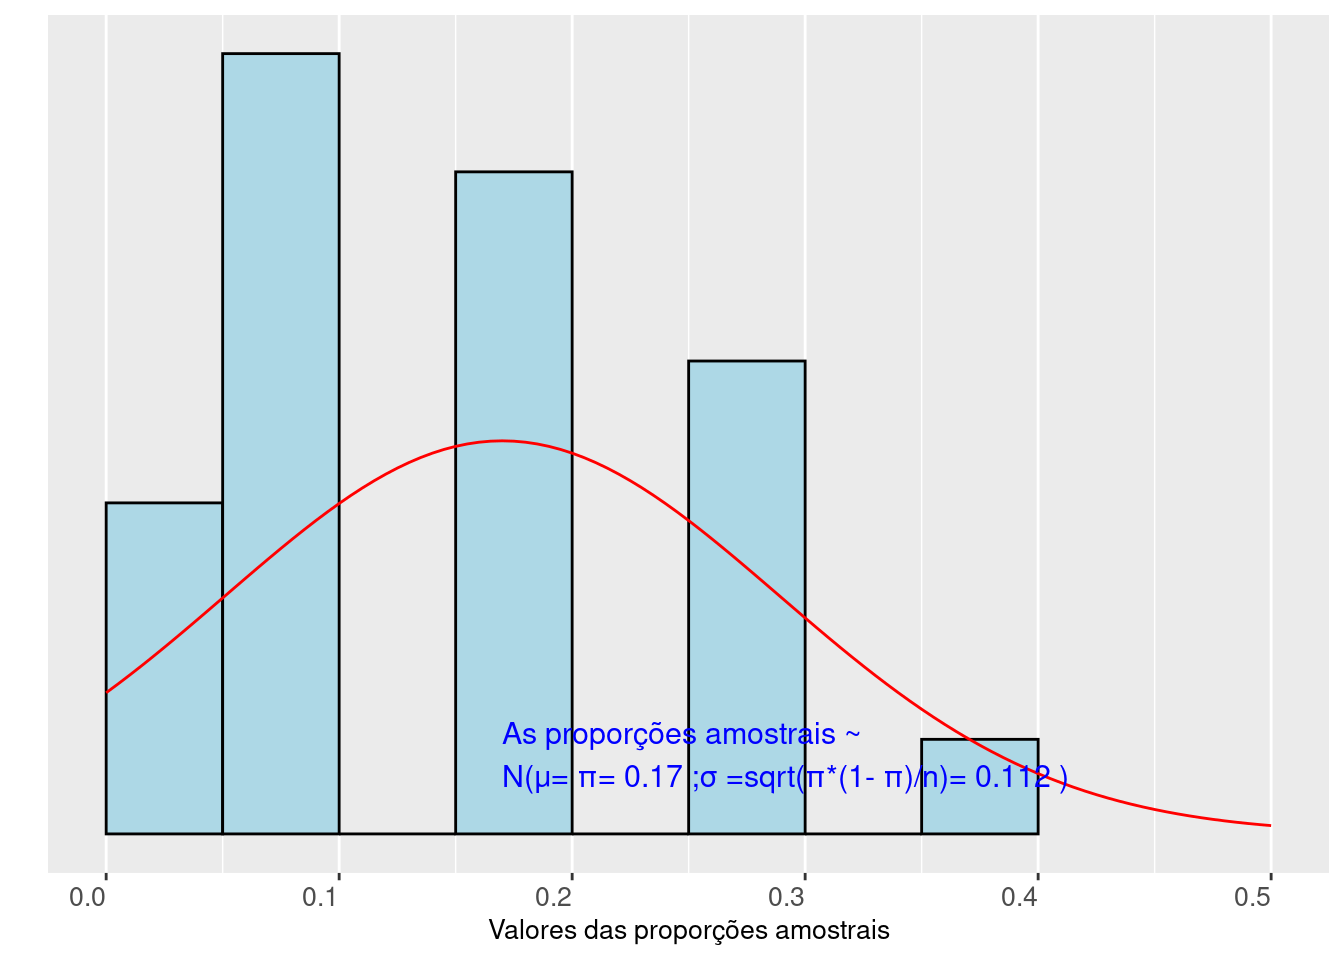 As proporções amostrais ~
N(μ= π= 0.17 ;σ =sqrt(π*(1- π)/n)= 0.112 )
0.0 0.1 0.2 0.3 0.4 0.5
Valores das proporções amostrais